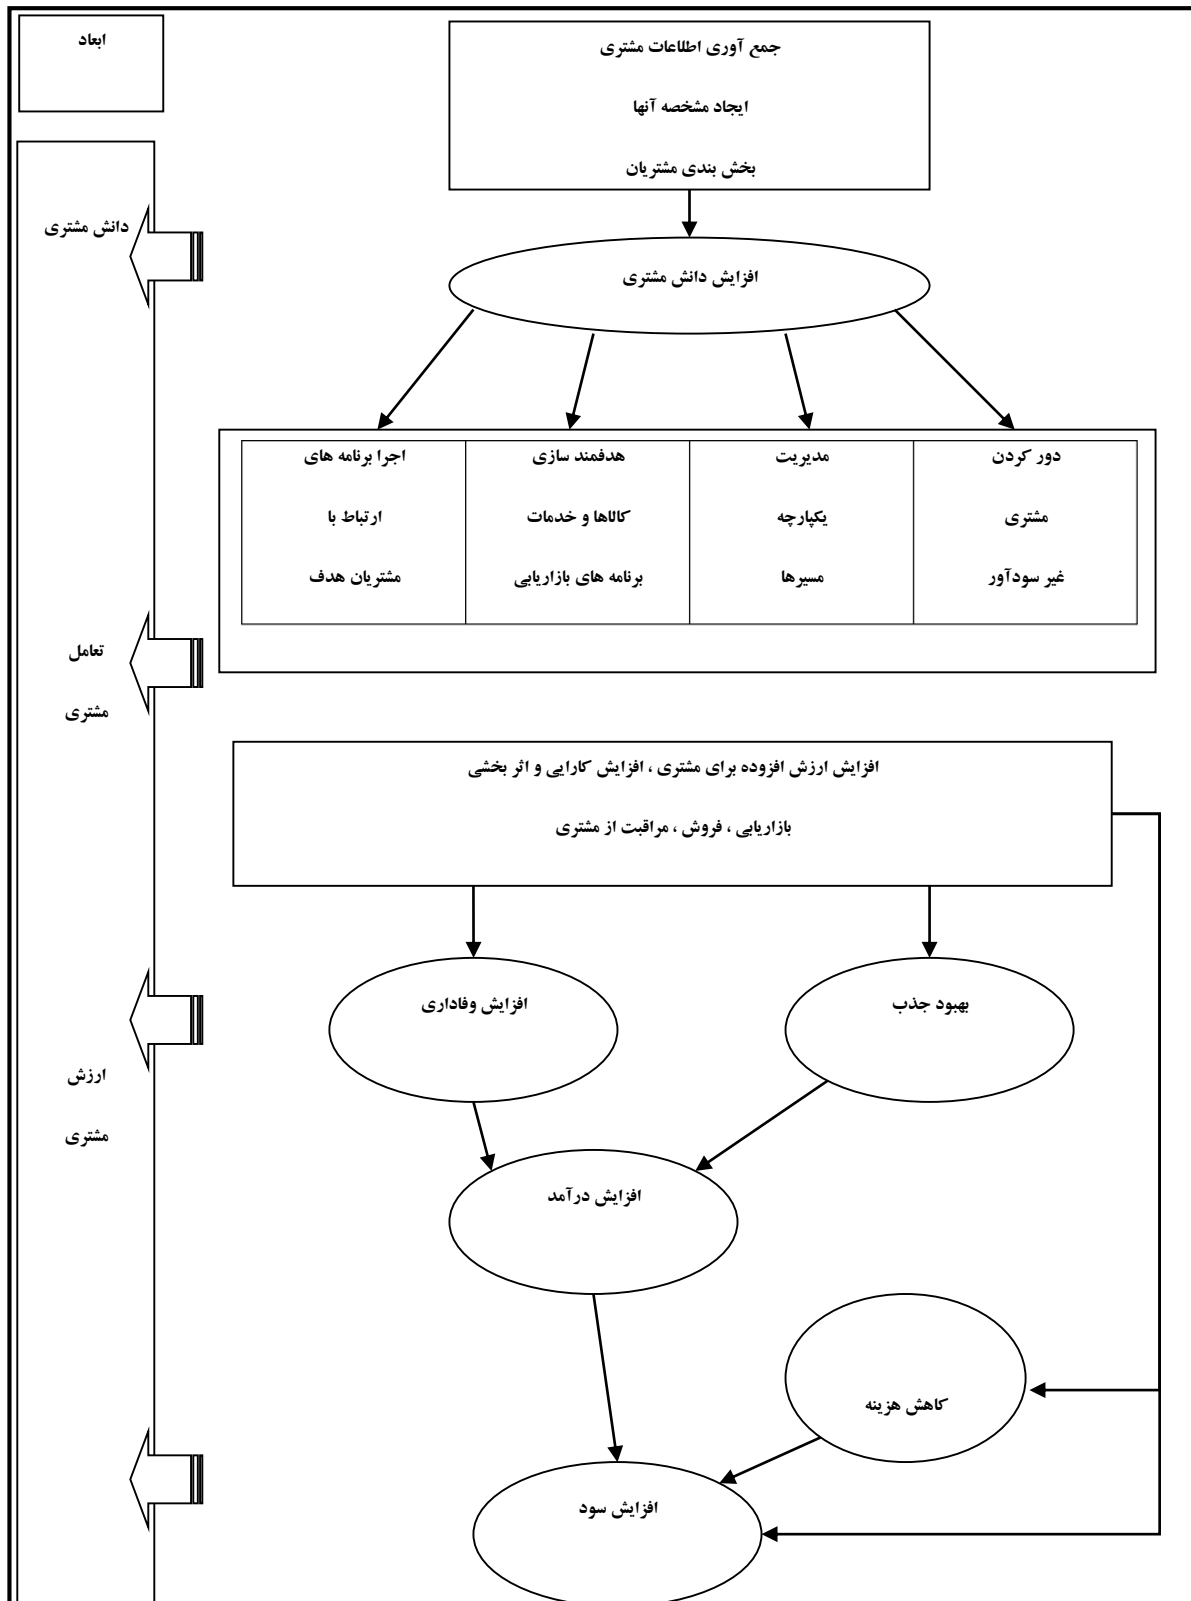 ابعاد
جمع آوری اطلاعات مشتری
ایجاد مشخصه آنها
بخش بندی مشتریان
دانش مشتری
افزایش دانش مشتری
دور کردن
مشتری
غیر سودآور
مدیریت
یکپارچه
مسیرها
هدفمند سازی
کالاها و خدمات
برنامه های بازاریابی
اجرا برنامه های
ارتباط با
مشتریان هدف
تعامل
مشتری
افزایش ارزش افزوده برای مشتری ، افزایش کارایی و اثر بخشی
بازاریابی ، فروش ، مراقبت از مشتری
بهبود جذب
افزایش وفاداری
ارزش
مشتری
افزایش درآمد
کاهش هزینه
افزایش سود